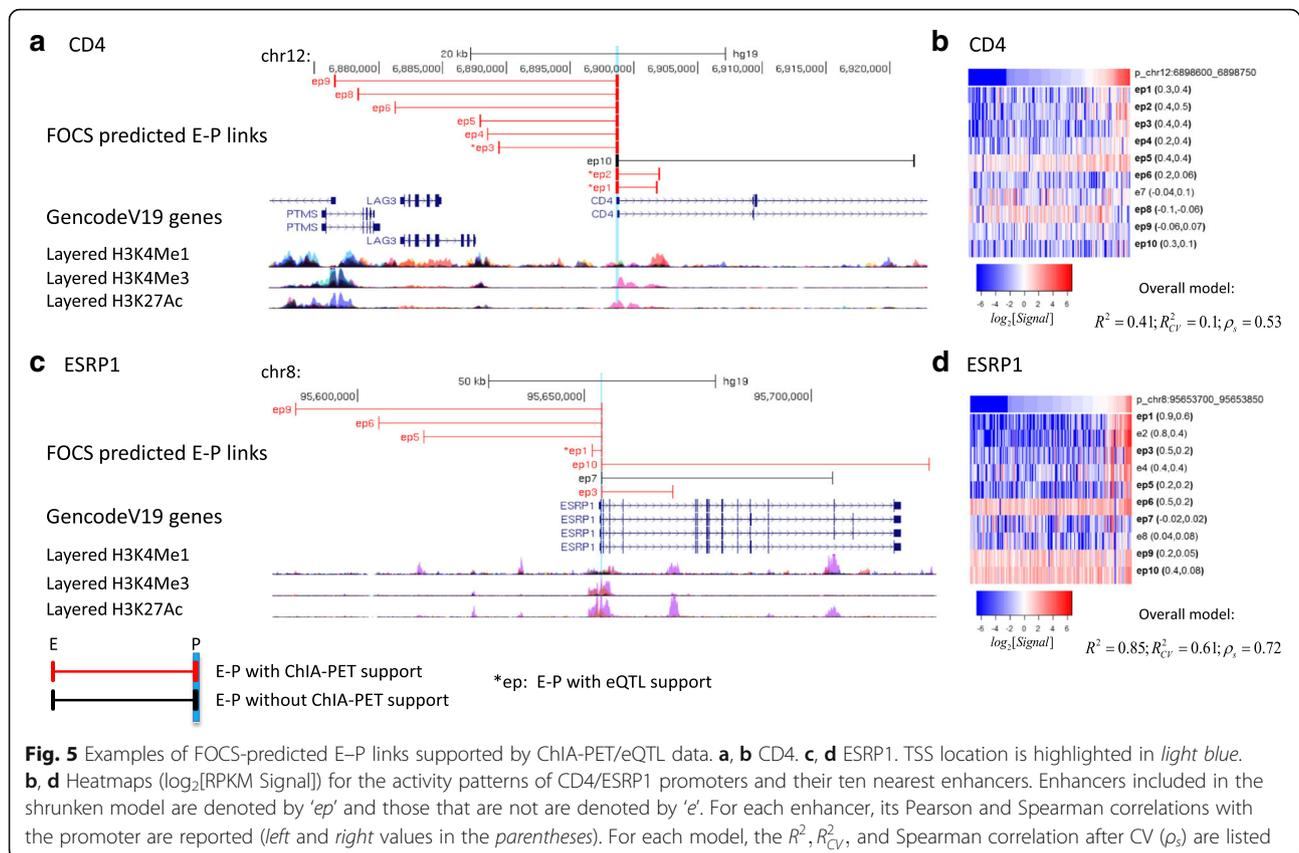 a CD4
chr12:
20 kb hg19
6,880,000 6,885,000 6,890,000 6,895,000 6,900,000 6,905,000 6,910,000 6,915,000 6,920,000
ep9
ep8
ep6
FOCS predicted E-P links
ep5
ep4
*ep3
ep10
*ep2
*ep1
GencodeV19 genes
LAG3 CD4
PTMS CD4
PTMS
LAG3
Layered H3K4Me1
Layered H3K4Me3
Layered H3K27Ac
b CD4
p_chr12:6898600_6898750
ep1 (0.3,0.4)
ep2 (0.4,0.5)
ep3 (0.4,0.4)
ep4 (0.2,0.4)
ep5 (0.4,0.4)
ep6 (0.2,0.06)
e7 (-0.04,0.1)
ep8 (-0.1,-0.06)
ep9 (-0.06,0.07)
ep10 (0.3,0.1)
-6 -4 -2 0 2 4 6
log₂[Signal]
Overall model:
R² = 0.41; R²_CV = 0.1; ρ_s = 0.53
c ESRP1
chr8:
50 kb hg19
95,600,000 95,650,000 95,700,000
ep9
ep6
ep5
FOCS predicted E-P links
*ep1
ep10
ep7
ep3
GencodeV19 genes
ESRP1
ESRP1
ESRP1
ESRP1
Layered H3K4Me1
Layered H3K4Me3
Layered H3K27Ac
d ESRP1
p_chr8:95653700_95653850
ep1 (0.9,0.6)
e2 (0.8,0.4)
ep3 (0.5,0.2)
e4 (0.4,0.4)
ep5 (0.2,0.2)
ep6 (0.5,0.2)
ep7 (-0.02,0.02)
e8 (0.04,0.08)
ep9 (0.2,0.05)
ep10 (0.4,0.08)
-6 -4 -2 0 2 4 6
log₂[Signal]
Overall model:
R² = 0.85; R²_CV = 0.61; ρ_s = 0.72
E P
E-P with ChIA-PET support
E-P without ChIA-PET support
*ep: E-P with eQTL support
Fig. 5 Examples of FOCS-predicted E–P links supported by ChIA-PET/eQTL data. a, b CD4. c, d ESRP1. TSS location is highlighted in light blue.
b, d Heatmaps (log₂[RPKM Signal]) for the activity patterns of CD4/ESRP1 promoters and their ten nearest enhancers. Enhancers included in the
shrunken model are denoted by ‘ep’ and those that are not are denoted by ‘e’. For each enhancer, its Pearson and Spearman correlations with
the promoter are reported (left and right values in the parentheses). For each model, the R², R²_CV, and Spearman correlation after CV (ρ_s) are listed